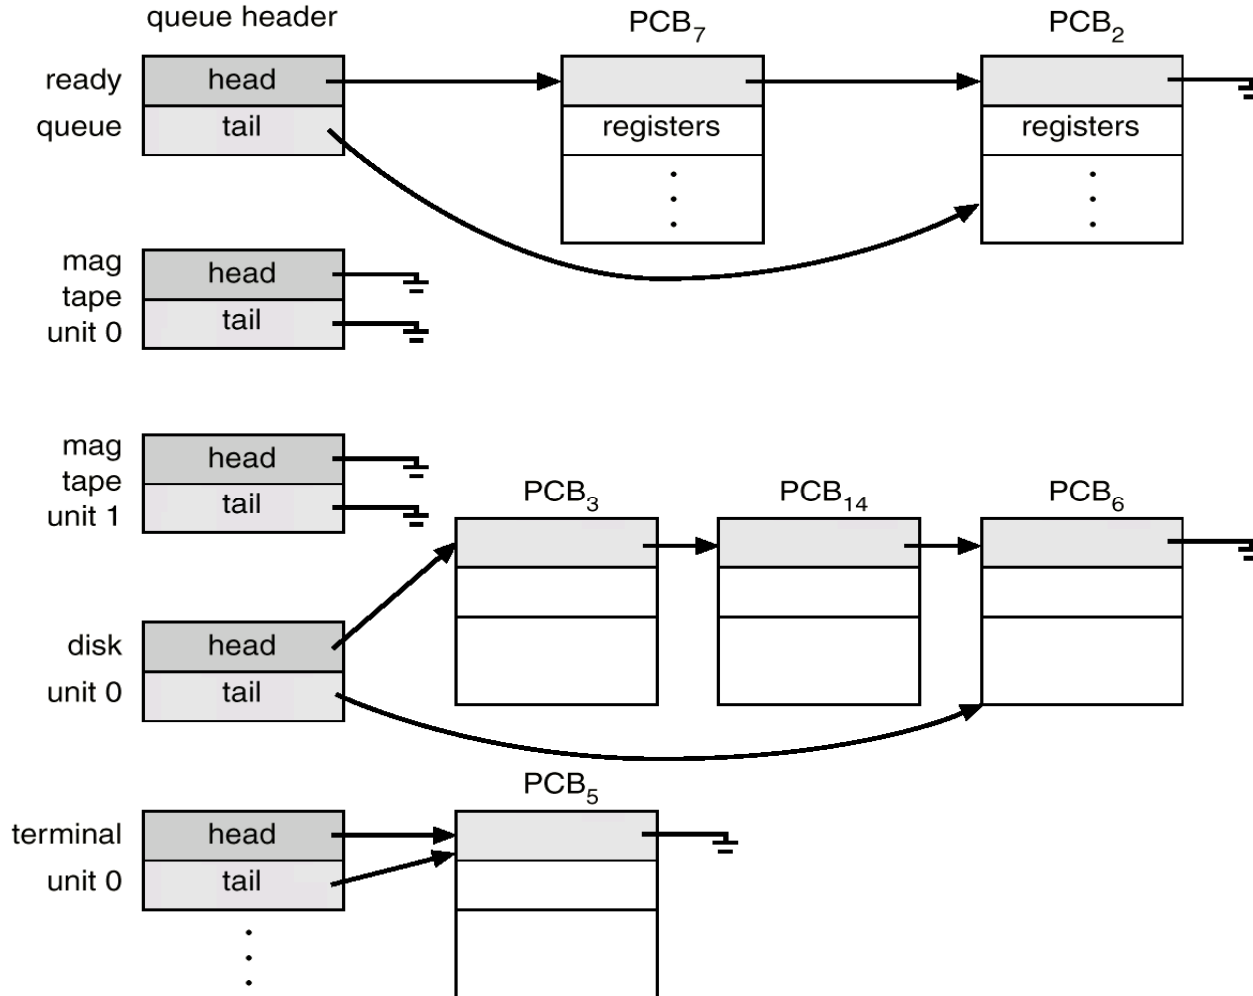 queue header
PCB7
PCB2
ready
queue
head
tail
registers
registers
mag
tape
unit 0
head
tail
mag
tape
unit 1
head
tail
PCB3
PCB14
PCB6
disk
unit 0
head
tail
PCB5
terminal
unit 0
head
tail